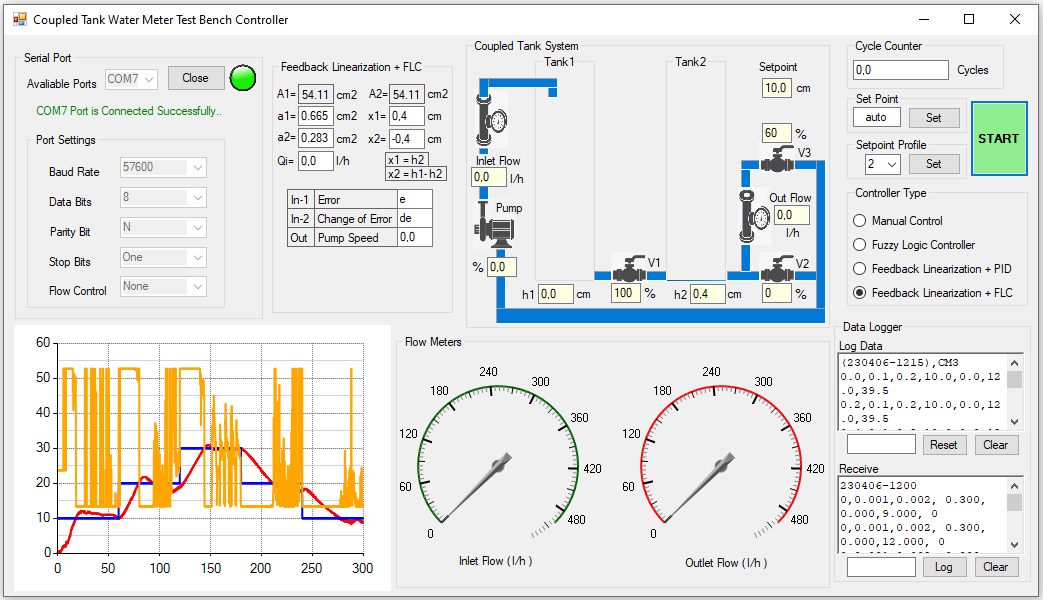 Coupled Tank Water Meter Test Bench Controller
Serial Port
Avaliable Ports COM7 Close
COM7 Port is Connected Successfully..
Port Settings
Baud Rate 57600
Data Bits 8
Parity Bit N
Stop Bits One
Flow Control None
Feedback Linearization + FLC
A1= 54.11 cm2 A2= 54.11 cm2
a1= 0.665 cm2 x1= 0,4 cm
a2= 0.283 cm2 x2= -0,4 cm
Qi= 0,0 l/h
x1 = h2
x2 = h1- h2
In-1 Error e
In-2 Change of Error de
Out Pump Speed 0,0
Coupled Tank System
Tank1
Tank2
Setpoint
10,0 cm
60 %
V3
Inlet Flow
0,0 l/h
Pump
% 0,0
Out Flow
0,0
l/h
V1
V2
h1 0,0 cm
100 %
h2 0,4 cm
0 %
Cycle Counter
0,0 Cycles
Set Point
auto Set
Setpoint Profile
2 Set
START
Controller Type
Manual Control
Fuzzy Logic Controller
Feedback Linearization + PID
Feedback Linearization + FLC
60
50
40
30
20
10
0
0 50 100 150 200 250 300
Flow Meters
0 60 120 180 240 300 360 420 480
Inlet Flow ( l/h )
0 60 120 180 240 300 360 420 480
Outlet Flow ( l/h )
Data Logger
Log Data
(230406-1215),CM3
0.0,0.1,0.2,10.0,0.0,12
.0,39.5
0.2,0.1,0.2,10.0,0.0,12
.0,39.5
Reset Clear
Receive
230406-1200
0,0.001,0.002, 0.300,
0.000,9.000, 0
0,0.001,0.002, 0.300,
0.000,12.000, 0
Log Clear